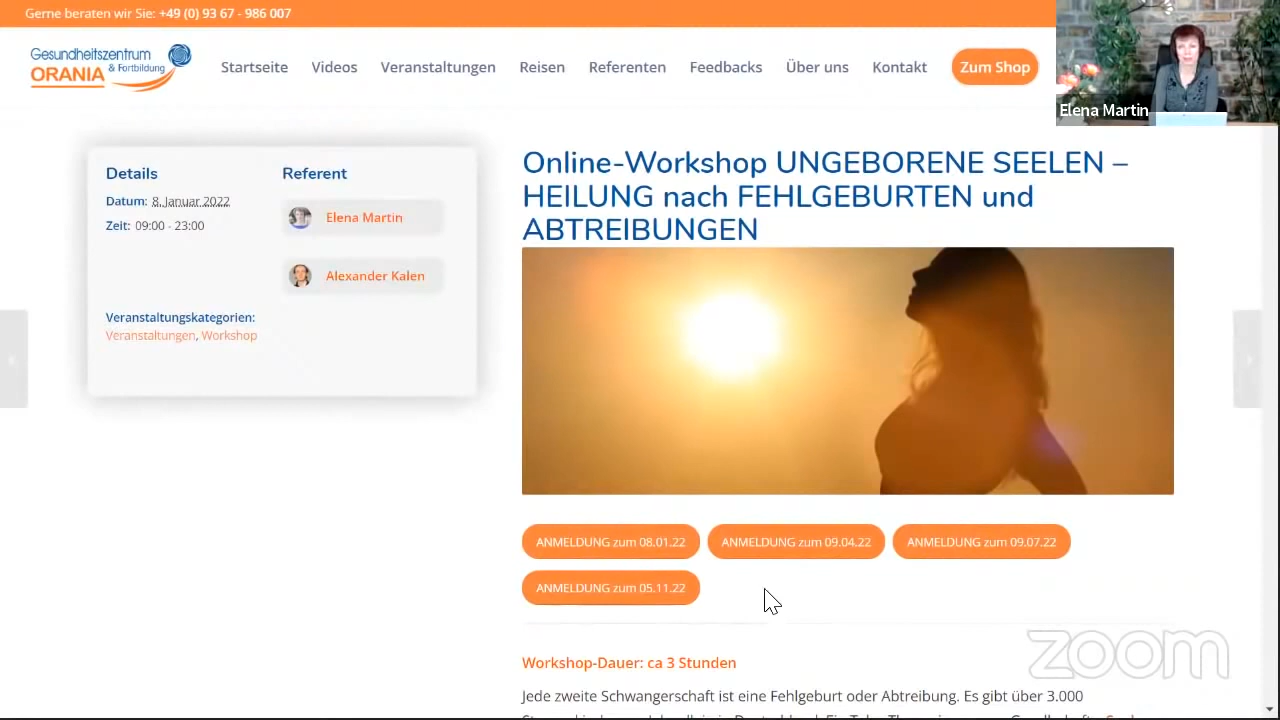 Gerne beraten wir Sie: +49 (0) 93 67 - 986 007
Gesundheitszentrum
ORANIA & Fortbildung
Startseite Videos Veranstaltungen Reisen Referenten Feedbacks Über uns Kontakt Zum Shop
Elena Martin
Details
Datum: 8. Januar 2022
Zeit: 09:00 - 23:00
Referent
Elena Martin
Alexander Kalen
Veranstaltungskategorien:
Veranstaltungen, Workshop
Online-Workshop UNGEBORENE SEELEN –
HEILUNG nach FEHLGEBURTEN und
ABTREIBUNGEN
ANMELDUNG zum 08.01.22 ANMELDUNG zum 09.04.22 ANMELDUNG zum 09.07.22
ANMELDUNG zum 05.11.22
zoom
Workshop-Dauer: ca 3 Stunden
Jede zweite Schwangerschaft ist eine Fehlgeburt oder Abtreibung. Es gibt über 3.000